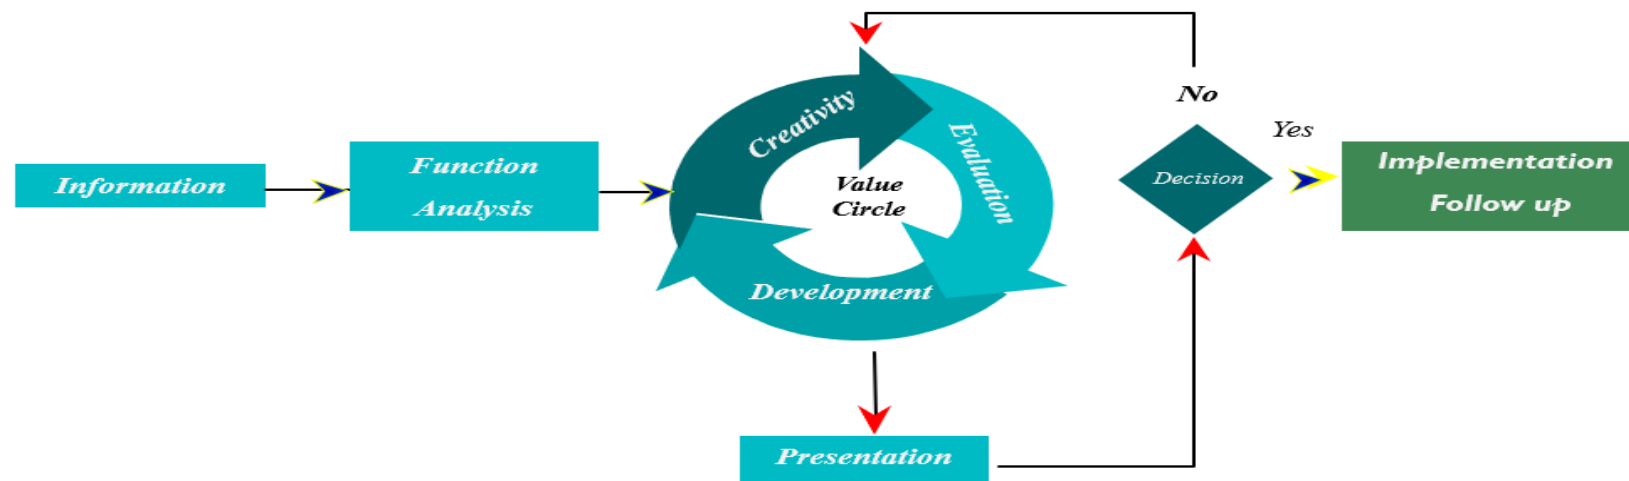 Information
Function
Analysis
Creativity
Evaluation
Value
Circle
Development
Presentation
No
Decision
Yes
Implementation
Follow up